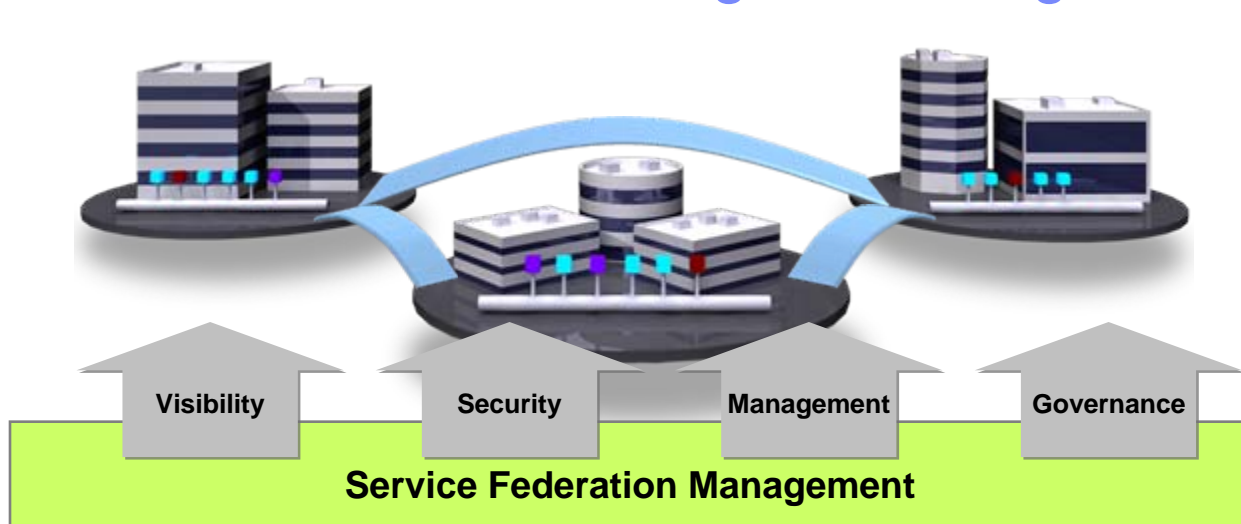 Visibility
Security
Management
Governance
Service Federation Management